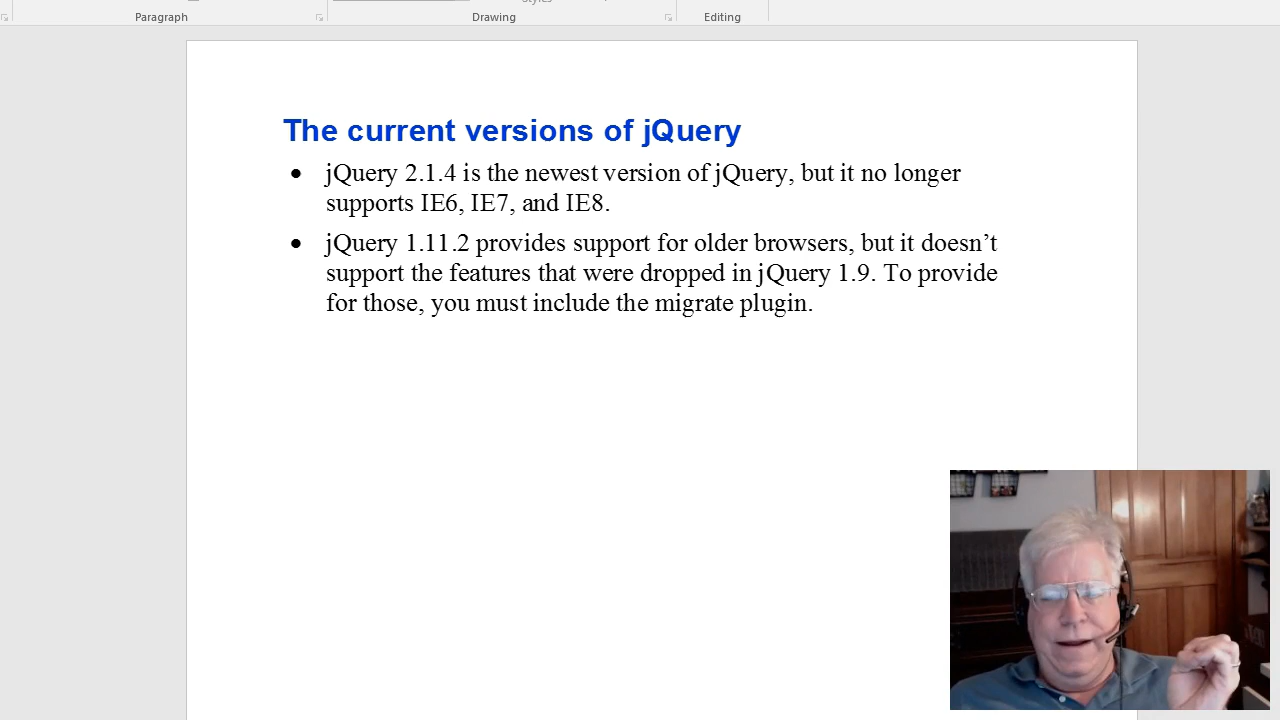 Paragraph
Drawing
Editing
The current versions of jQuery
jQuery 2.1.4 is the newest version of jQuery, but it no longer
supports IE6, IE7, and IE8.
jQuery 1.11.2 provides support for older browsers, but it doesn’t
support the features that were dropped in jQuery 1.9. To provide
for those, you must include the migrate plugin.